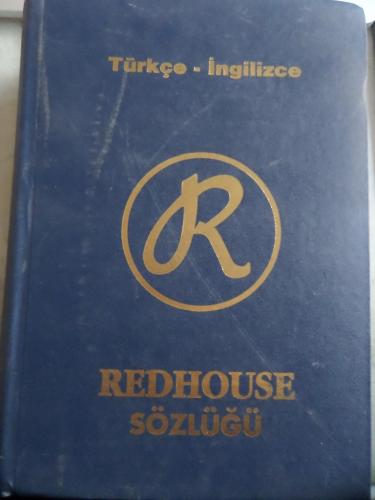 Türkçe - İngilizce
R
REDHOUSE
SÖZLÜĞÜ